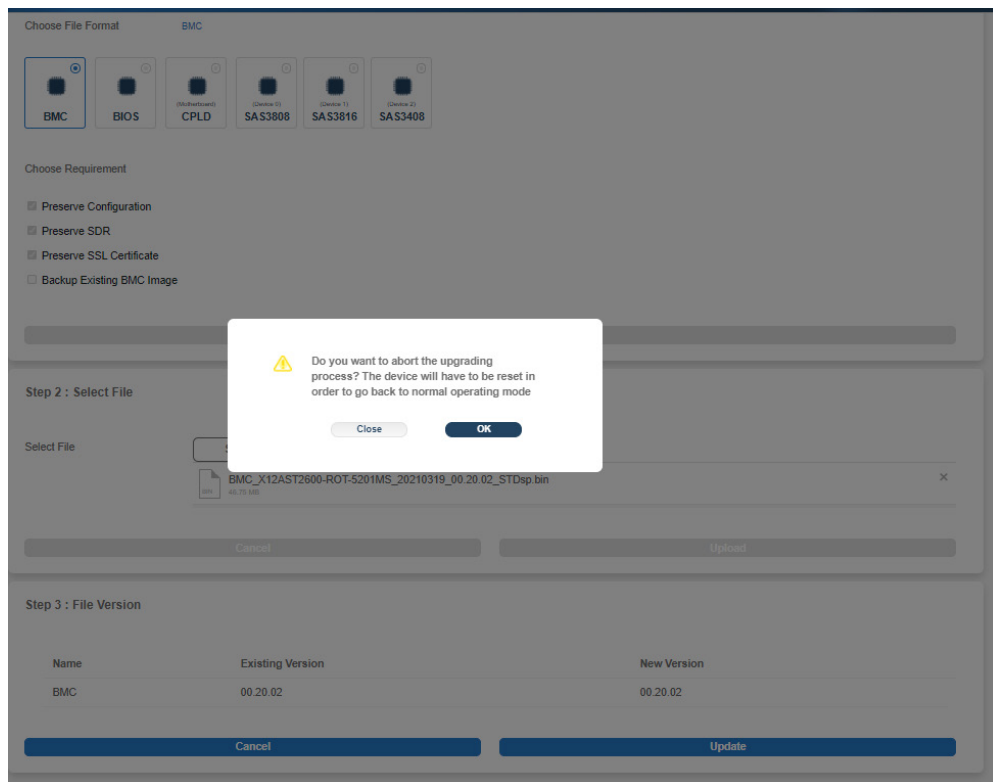 Choose File Format BMC
(Motherboard) (Device 0) (Device 1) (Device 2)
BMC BIOS CPLD SAS3808 SAS3816 SAS3408
Choose Requirement
Preserve Configuration
Preserve SDR
Preserve SSL Certificate
Backup Existing BMC Image
Do you want to abort the upgrading
process? The device will have to be reset in
order to go back to normal operating mode
Close OK
Step 2 : Select File
Select File
BMC_X12AST2600-ROT-5201MS_20210319_00.20.02_STDsp.bin
Cancel Upload
Step 3 : File Version
Name Existing Version New Version
BMC 00.20.02 00.20.02
Cancel Update